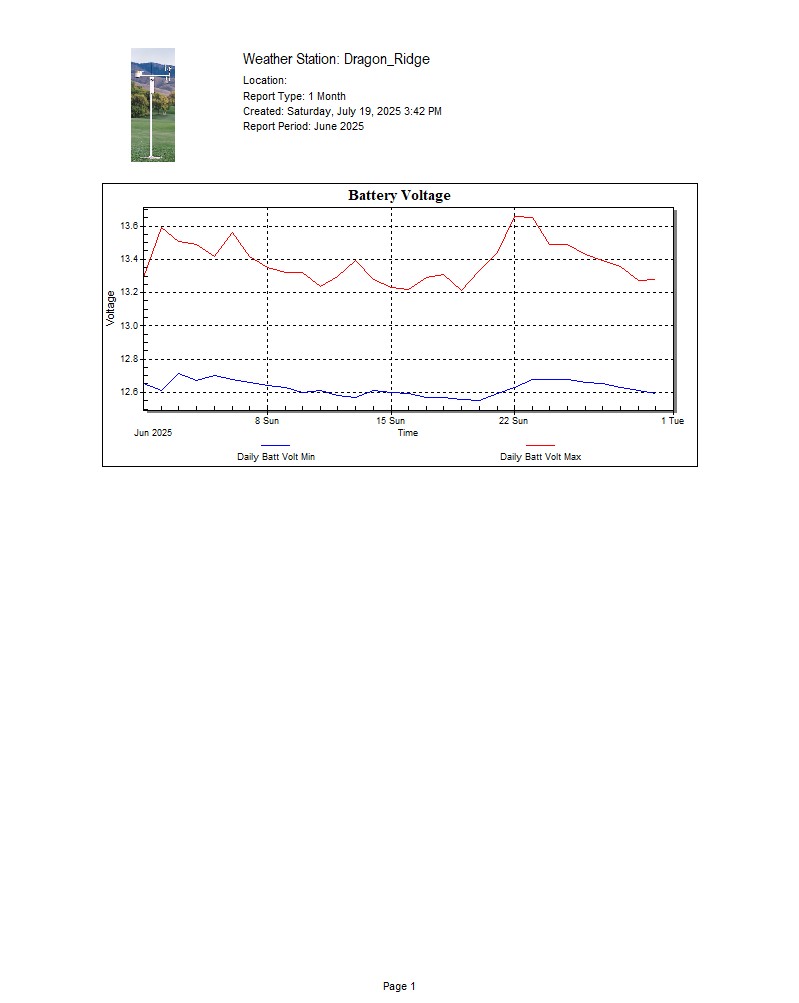 Weather Station: Dragon_Ridge
Location:
Report Type: 1 Month
Created: Saturday, July 19, 2025 3:42 PM
Report Period: June 2025
Battery Voltage
13.6
13.4
13.2
13.0
12.8
12.6
Voltage
8 Sun 15 Sun 22 Sun 1 Tue
Jun 2025 Time
Daily Batt Volt Min Daily Batt Volt Max
Page 1